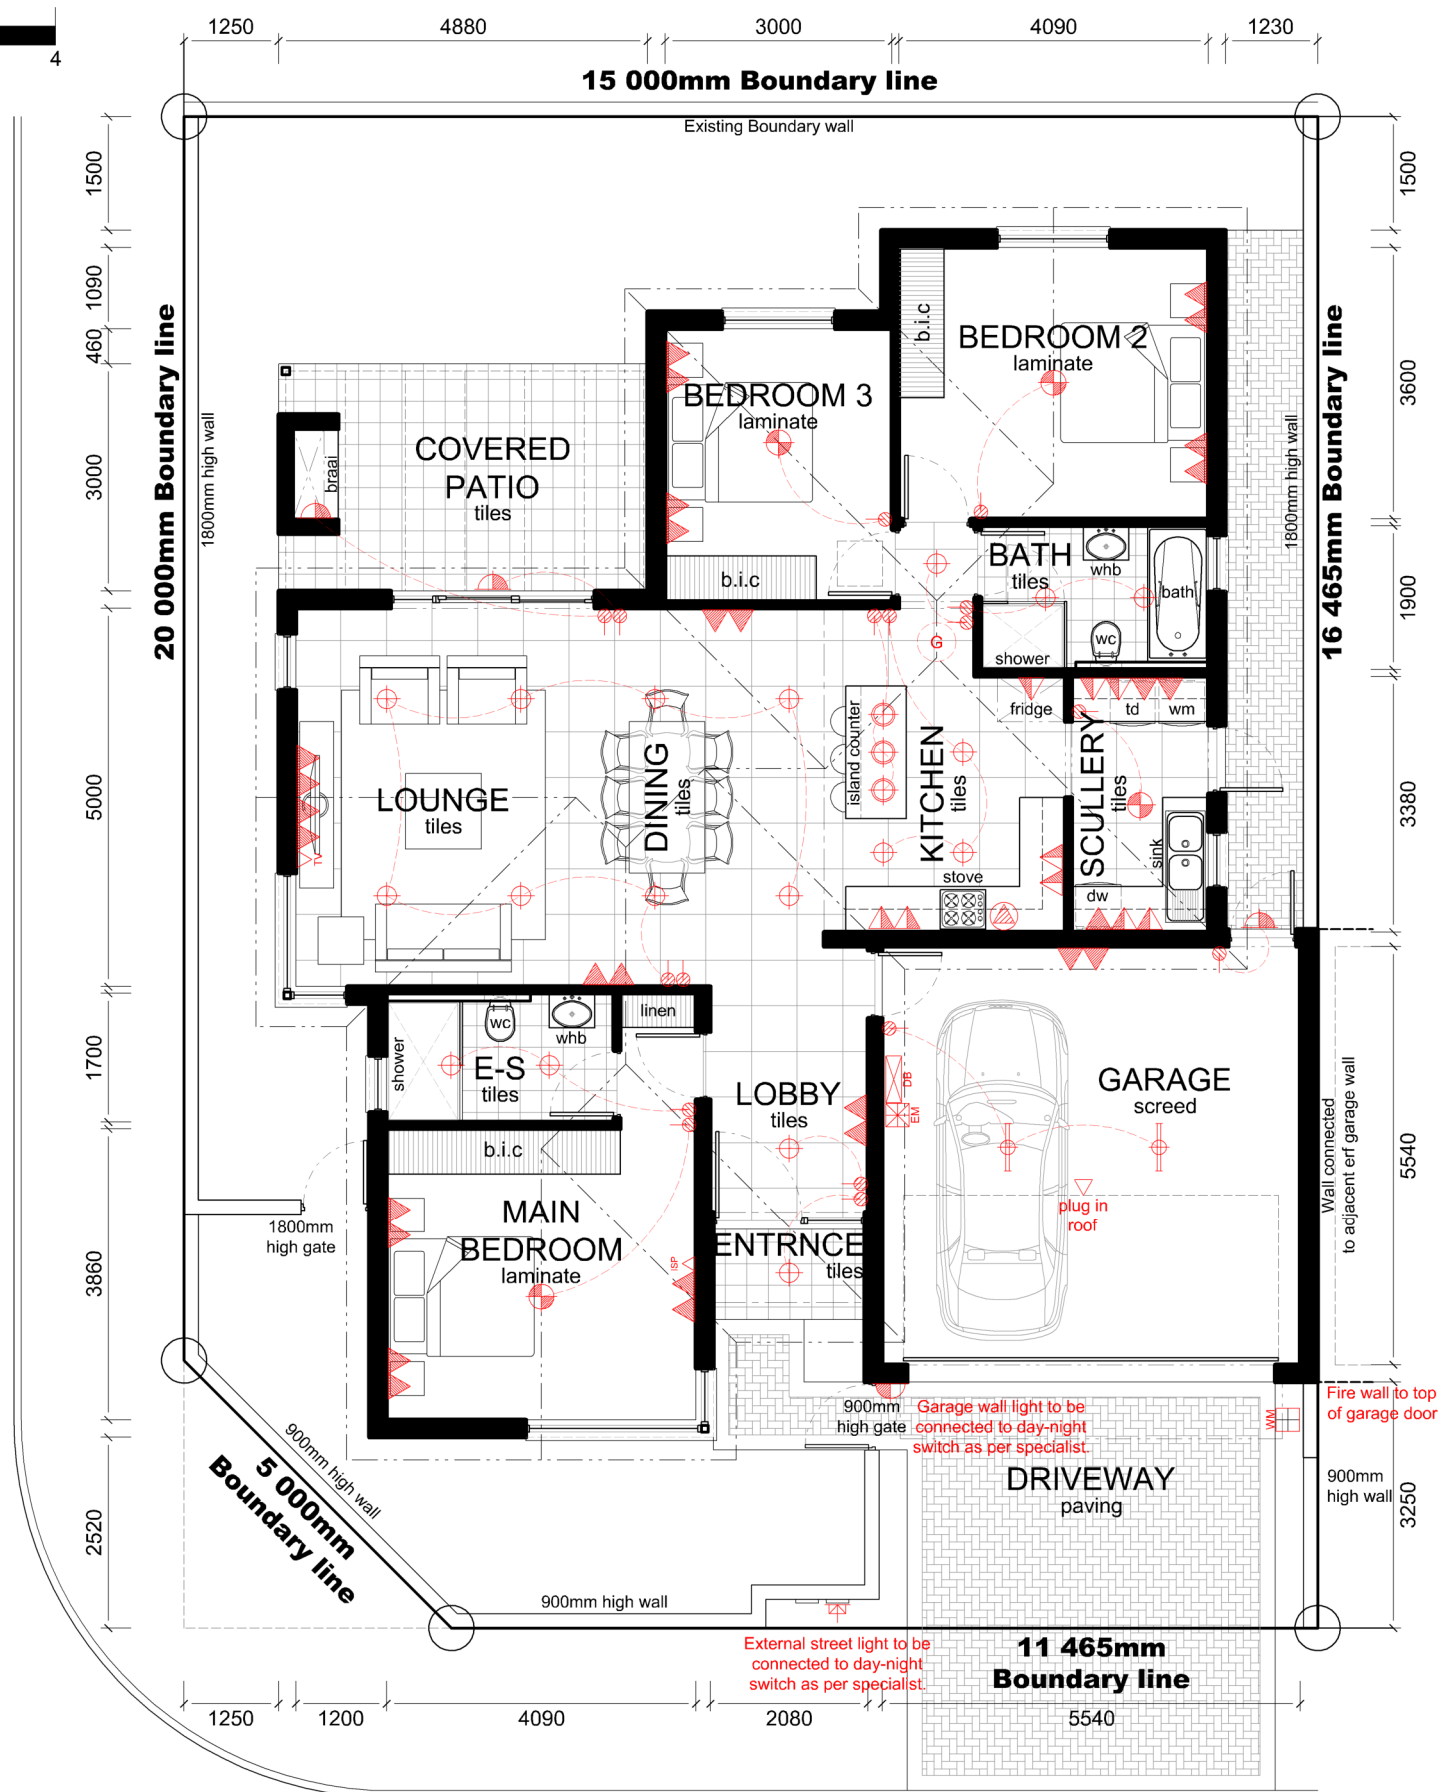 4
1250
4880
3000
4090
1230
15 000mm Boundary line
Existing Boundary wall
1500
1090
460
3000
5000
1700
3860
2520
20 000mm Boundary line
1800mm high wall
1500
3600
1900
3380
5540
3250
16 465mm Boundary line
1800mm high wall
b.i.c
BEDROOM 2
laminate
BEDROOM 3
laminate
b.i.c
COVERED
PATIO
tiles
braai
BATH
tiles
whb
bath
wc
shower
G
fridge
td
wm
island counter
KITCHEN
tiles
SCULLERY
tiles
sink
stove
dw
LOUNGE
tiles
TV
DINING
tiles
linen
wc
whb
shower
E-S
tiles
b.i.c
LOBBY
tiles
DB
EM
GARAGE
screed
plug in
roof
Wall connected
to adjacent erf garage wall
1800mm
high gate
MAIN
BEDROOM
laminate
ISP
ENTRNCE
tiles
900mm
high gate
Garage wall light to be
connected to day-night
switch as per specialist.
WM
Fire wall to top
of garage door
900mm
high wall
DRIVEWAY
paving
900mm high wall
5 000mm
Boundary line
900mm high wall
External street light to be
connected to day-night
switch as per specialist.
11 465mm
Boundary line
1250
1200
4090
2080
5540